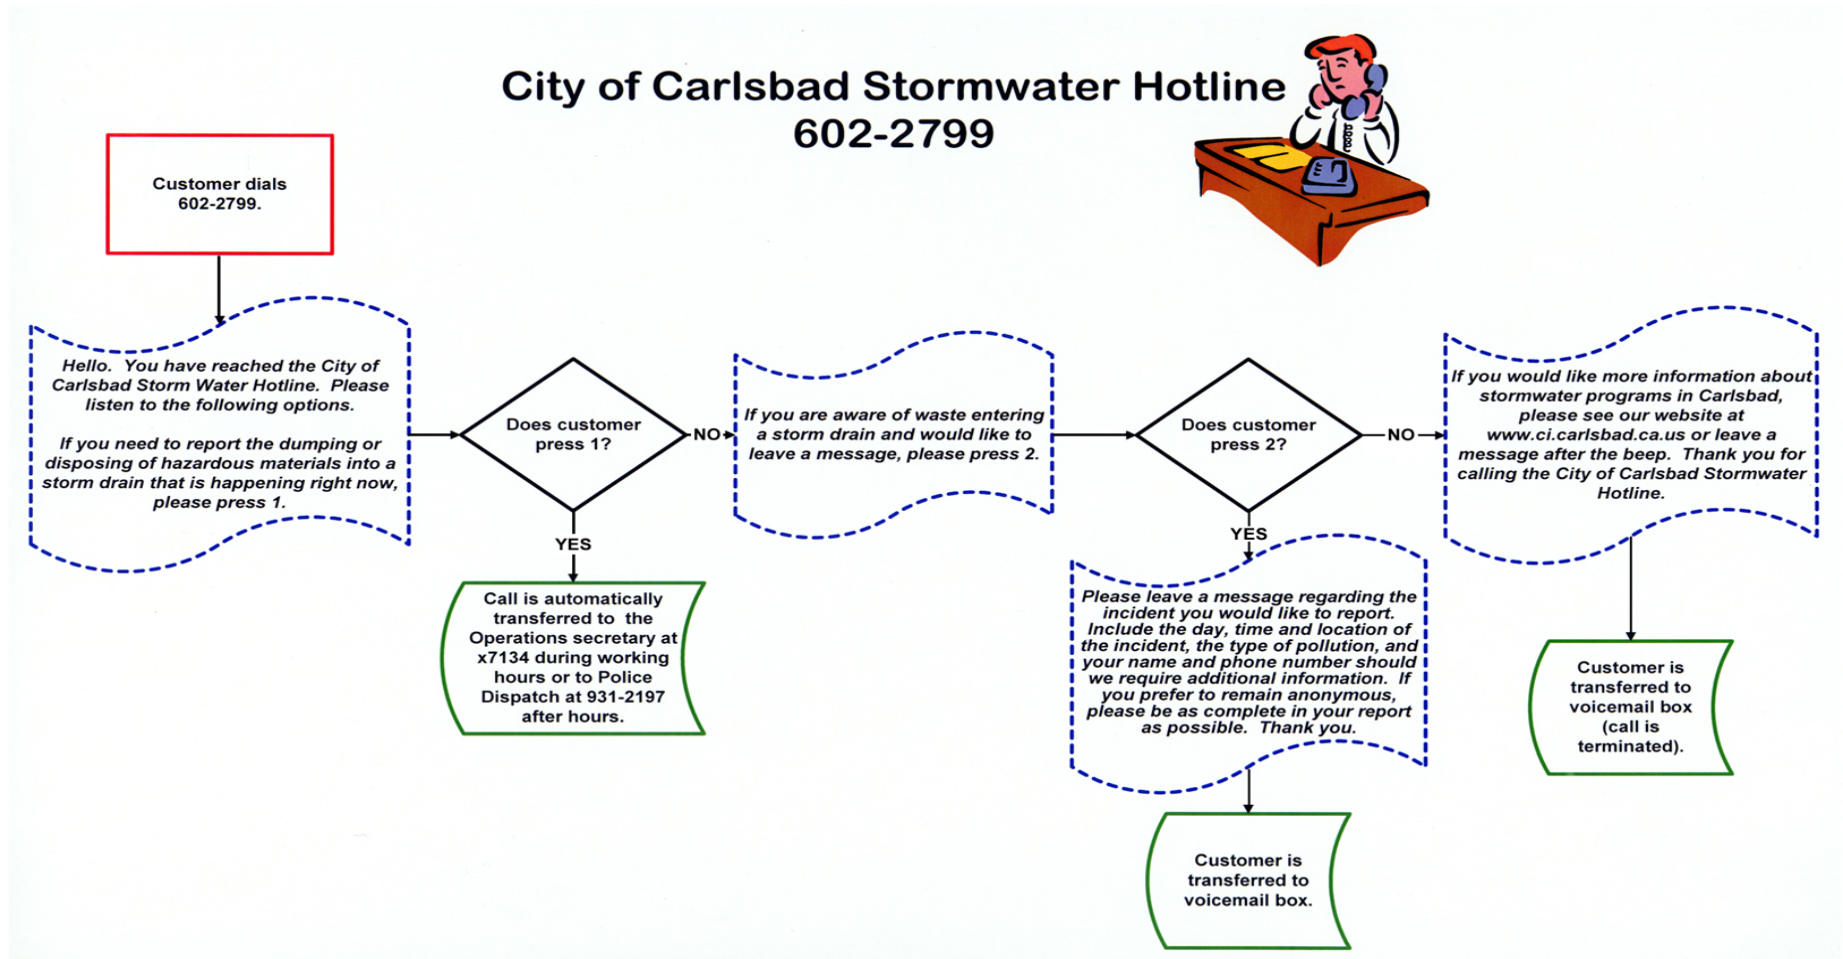 City of Carlsbad Stormwater Hotline
602-2799
Customer dials
602-2799.
Hello.  You have reached the City of
Carlsbad Storm Water Hotline.  Please
listen to the following options.
If you need to report the dumping or
disposing of hazardous materials into a
storm drain that is happening right now,
please press 1.
Does customer
press 1?
NO
YES
Call is automatically
transferred to  the
Operations secretary at
x7134 during working
hours or to Police
Dispatch at 931-2197
after hours.
If you are aware of waste entering
a storm drain and would like to
leave a message, please press 2.
Does customer
press 2?
NO
YES
Please leave a message regarding the
incident you would like to report.
Include the day, time and location of
the incident, the type of pollution, and
your name and phone number should
we require additional information.  If
you prefer to remain anonymous,
please be as complete in your report
as possible.  Thank you.
Customer is
transferred to
voicemail box.
If you would like more information about
stormwater programs in Carlsbad,
please see our website at
www.ci.carlsbad.ca.us or leave a
message after the beep.  Thank you for
calling the City of Carlsbad Stormwater
Hotline.
Customer is
transferred to
voicemail box
(call is
terminated).